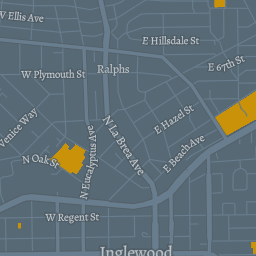 W Ellis Ave
E Hillsdale St
E 67th St
W Plymouth St
Ralphs
Venice Way
E Hazel St
N La Brea Ave
E Beach Ave
N Oak St
N Eucalyptus Ave
W Regent St
Inglewood